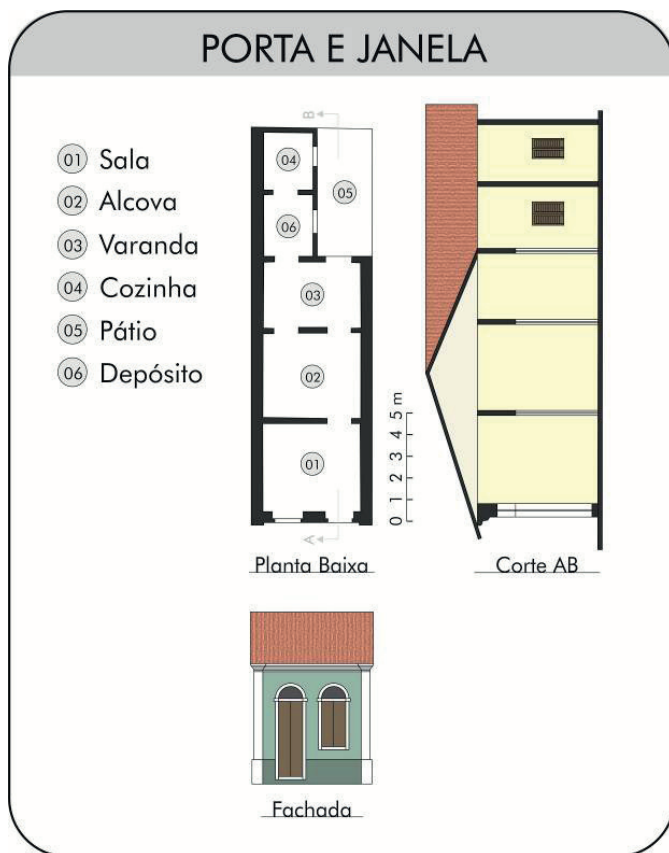 PORTA E JANELA
01 Sala
02 Alcova
03 Varanda
04 Cozinha
05 Pátio
06 Depósito
B
04
05
06
03
02
01
A
0 1 2 3 4 5 m
Planta Baixa
Corte AB
Fachada